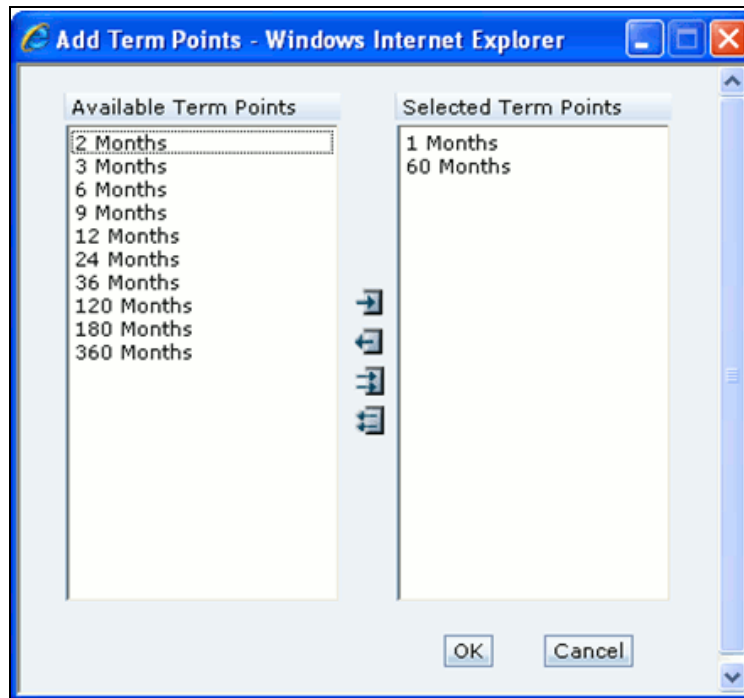 Add Term Points - Windows Internet Explorer
Available Term Points
2 Months
3 Months
6 Months
9 Months
12 Months
24 Months
36 Months
120 Months
180 Months
360 Months
Selected Term Points
1 Months
60 Months
OK
Cancel